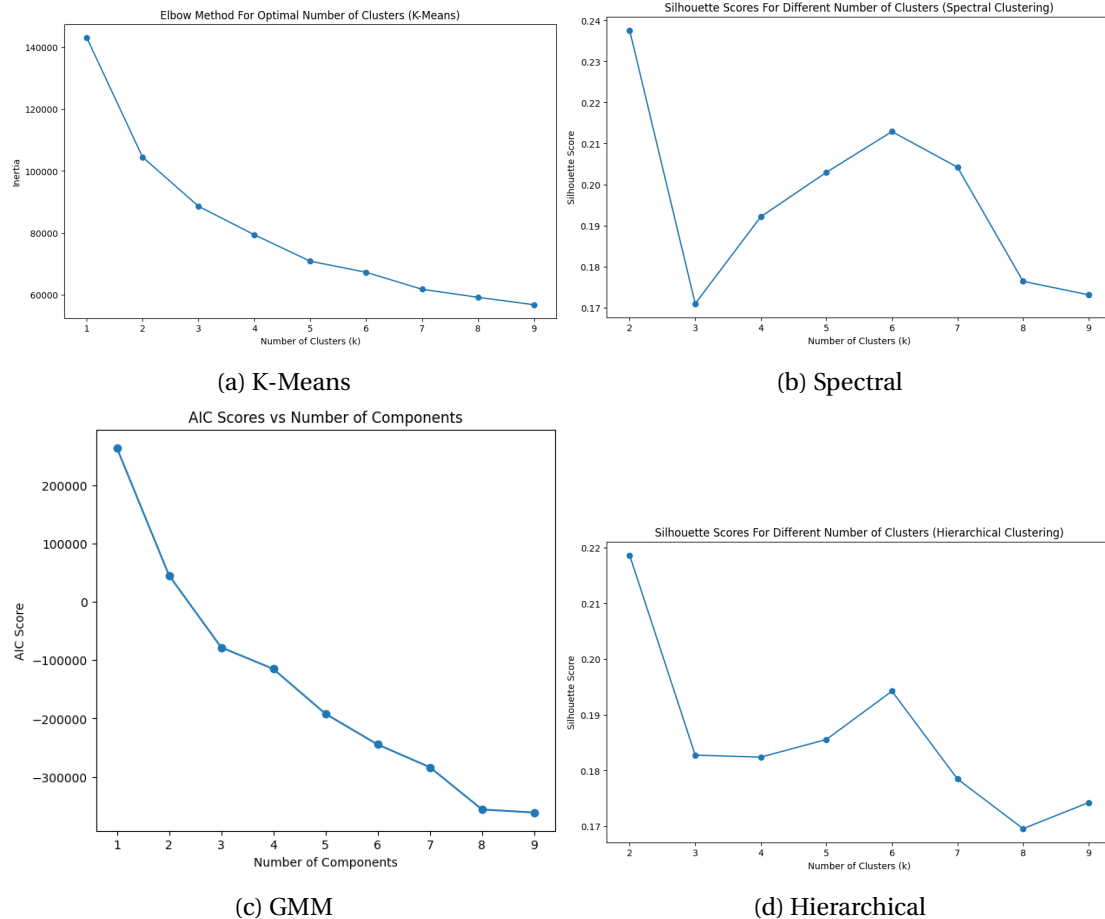 Elbow Method For Optimal Number of Clusters (K-Means)
140000
120000
100000
80000
60000
Inertia
1 2 3 4 5 6 7 8 9
Number of Clusters (k)
(a) K-Means
Silhouette Scores For Different Number of Clusters (Spectral Clustering)
0.24
0.23
0.22
0.21
0.20
0.19
0.18
0.17
Silhouette Score
2 3 4 5 6 7 8 9
Number of Clusters (k)
(b) Spectral
AIC Scores vs Number of Components
200000
100000
0
−100000
−200000
−300000
AIC Score
1 2 3 4 5 6 7 8 9
Number of Components
(c) GMM
Silhouette Scores For Different Number of Clusters (Hierarchical Clustering)
0.22
0.21
0.20
0.19
0.18
0.17
Silhouette Score
2 3 4 5 6 7 8 9
Number of Clusters (k)
(d) Hierarchical